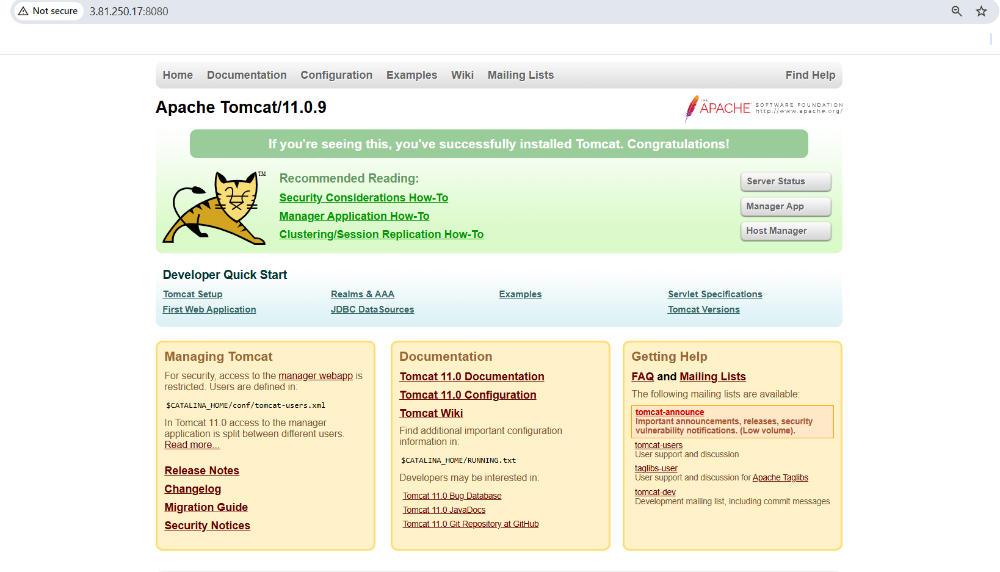 Not secure 3.81.250.17:8080
Home Documentation Configuration Examples Wiki Mailing Lists Find Help
Apache Tomcat/11.0.9
THE APACHE SOFTWARE FOUNDATION
http://www.apache.org/
If you're seeing this, you've successfully installed Tomcat. Congratulations!
TM
Recommended Reading:
Security Considerations How-To
Manager Application How-To
Clustering/Session Replication How-To
Server Status
Manager App
Host Manager
Developer Quick Start
Tomcat Setup
First Web Application
Realms & AAA
JDBC DataSources
Examples
Servlet Specifications
Tomcat Versions
Managing Tomcat
For security, access to the manager webapp is
restricted. Users are defined in:
$CATALINA_HOME/conf/tomcat-users.xml
In Tomcat 11.0 access to the manager
application is split between different users.
Read more...
Release Notes
Changelog
Migration Guide
Security Notices
Documentation
Tomcat 11.0 Documentation
Tomcat 11.0 Configuration
Tomcat Wiki
Find additional important configuration
information in:
$CATALINA_HOME/RUNNING.txt
Developers may be interested in:
Tomcat 11.0 Bug Database
Tomcat 11.0 JavaDocs
Tomcat 11.0 Git Repository at GitHub
Getting Help
FAQ and Mailing Lists
The following mailing lists are available:
tomcat-announce
Important announcements, releases, security
vulnerability notifications. (Low volume).
tomcat-users
User support and discussion
taglibs-user
User support and discussion for Apache Taglibs
tomcat-dev
Development mailing list, including commit messages